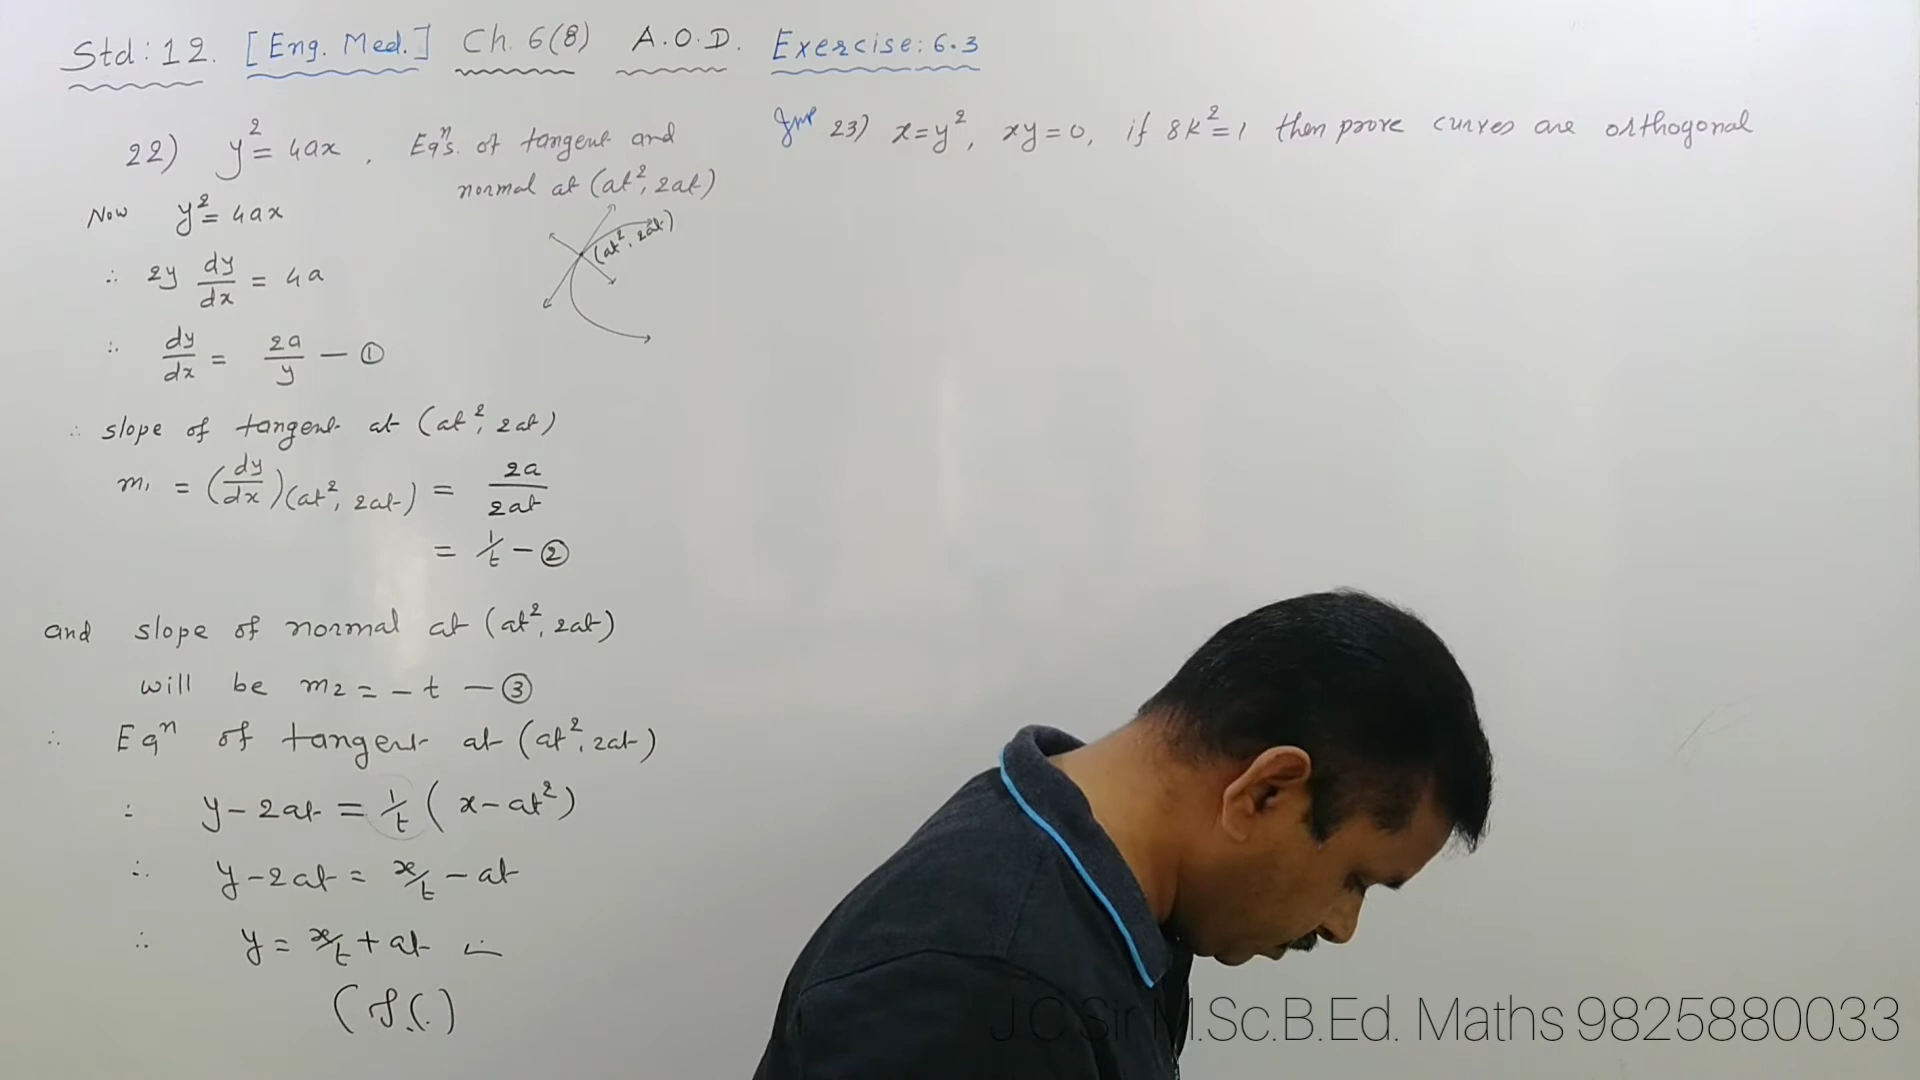 Std: 12. [Eng. Med.] Ch. 6(8) A.O.D. Exercise: 6.3
22) y² = 4ax, Eqⁿs. of tangent and
normal at (at², 2at)
Now y² = 4ax
(at², 2at)
∴ 2y dy/dx = 4a
∴ dy/dx = 2a/y — ①
∴ slope of tangent at (at², 2at)
m₁ = (dy/dx)(at², 2at) = 2a/2at
= 1/t — ②
and slope of normal at (at², 2at)
will be m₂ = -t — ③
∴ Eqⁿ of tangent at (at², 2at)
∴ y - 2at = 1/t (x - at²)
∴ y - 2at = x/t - at
∴ y = x/t + at
Imp 23) x = y², xy = 0, if 8k² = 1 then prove curves are orthogonal
J C Sir M.Sc.B.Ed. Maths 9825880033